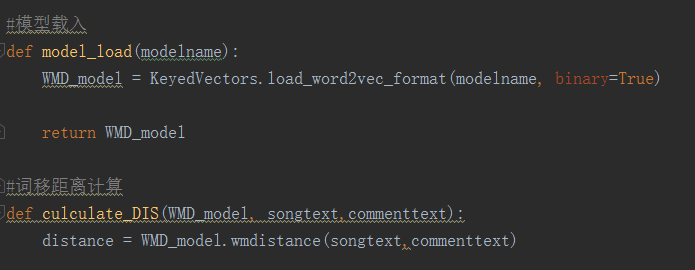 #模型载入
def model_load(modelname):
    WMD_model = KeyedVectors.load_word2vec_format(modelname, binary=True)
    return WMD_model
#词移距离计算
def culculate_DIS(WMD_model, songtext,commenttext):
    distance = WMD_model.wmdistance(songtext,commenttext)